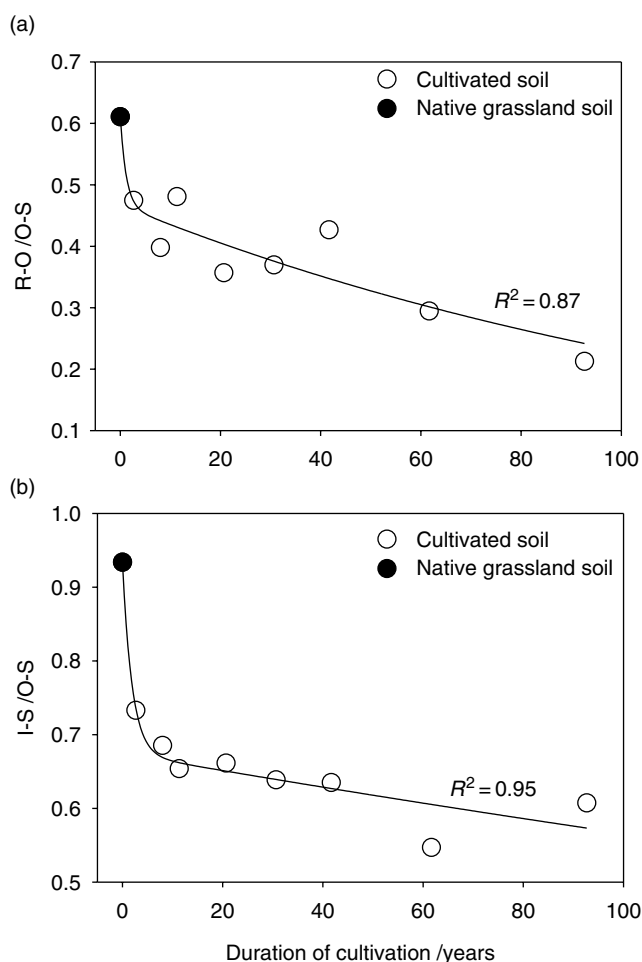 (a)
0.7
Cultivated soil
Native grassland soil
0.6
0.5
R-O /O-S
0.4
R² = 0.87
0.3
0.2
0.1
0 20 40 60 80 100
(b)
1.0
Cultivated soil
Native grassland soil
0.9
0.8
I-S /O-S
0.7
R² = 0.95
0.6
0.5
0 20 40 60 80 100
Duration of cultivation /years